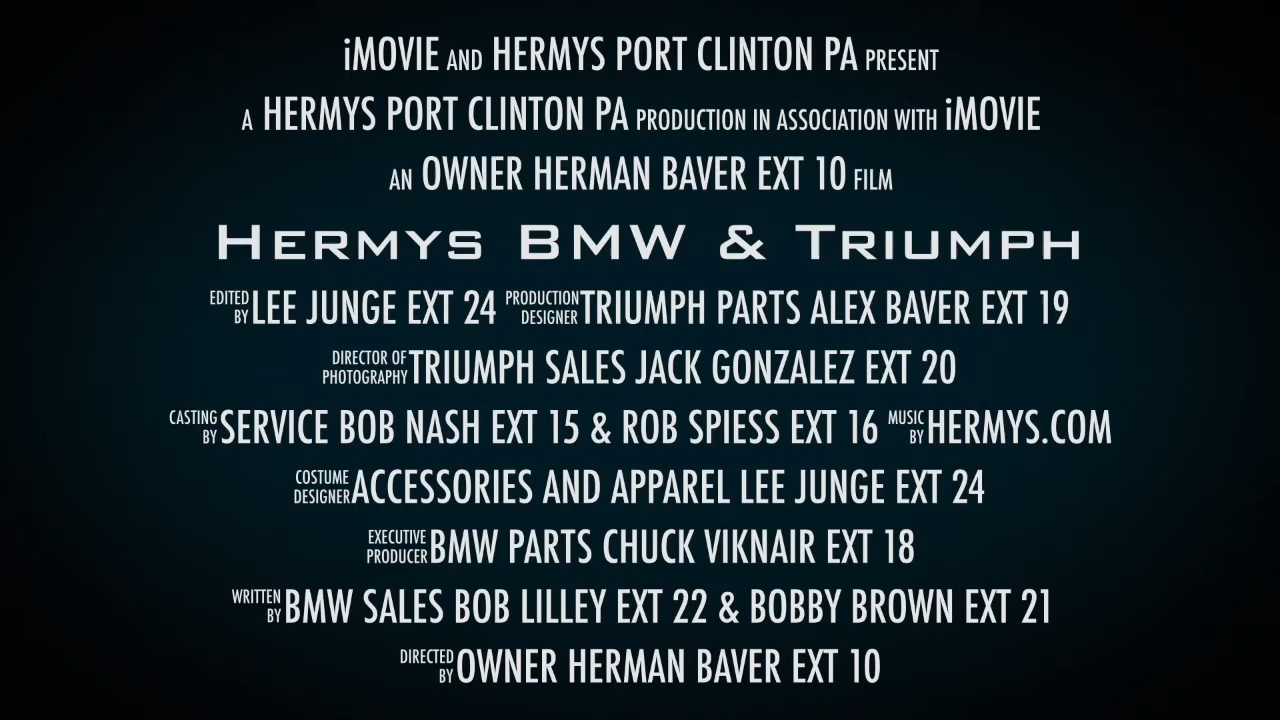 iMOVIE AND HERMYS PORT CLINTON PA PRESENT
A HERMYS PORT CLINTON PA PRODUCTION IN ASSOCIATION WITH iMOVIE
AN OWNER HERMAN BAVER EXT 10 FILM
HERMYS BMW & TRIUMPH
EDITED BY LEE JUNGE EXT 24 PRODUCTION DESIGNER TRIUMPH PARTS ALEX BAVER EXT 19
DIRECTOR OF PHOTOGRAPHY TRIUMPH SALES JACK GONZALEZ EXT 20
CASTING BY SERVICE BOB NASH EXT 15 & ROB SPIESS EXT 16 MUSIC BY HERMYS.COM
COSTUME DESIGNER ACCESSORIES AND APPAREL LEE JUNGE EXT 24
EXECUTIVE PRODUCER BMW PARTS CHUCK VIKNAIR EXT 18
WRITTEN BY BMW SALES BOB LILLEY EXT 22 & BOBBY BROWN EXT 21
DIRECTED BY OWNER HERMAN BAVER EXT 10